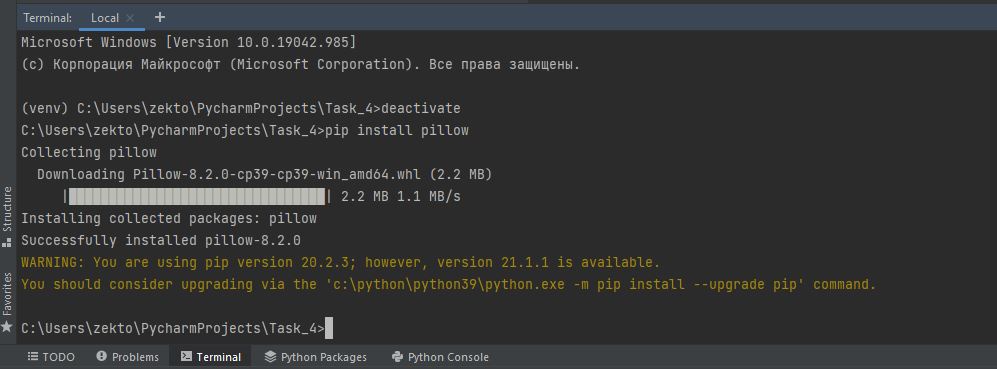 Terminal: Local × +
Microsoft Windows [Version 10.0.19042.985]
(c) Корпорация Майкрософт (Microsoft Corporation). Все права защищены.
(venv) C:\Users\zekto\PycharmProjects\Task_4>deactivate
C:\Users\zekto\PycharmProjects\Task_4>pip install pillow
Collecting pillow
Downloading Pillow-8.2.0-cp39-cp39-win_amd64.whl (2.2 MB)
|████████████████████████████████| 2.2 MB 1.1 MB/s
Installing collected packages: pillow
Successfully installed pillow-8.2.0
WARNING: You are using pip version 20.2.3; however, version 21.1.1 is available.
You should consider upgrading via the 'c:\python\python39\python.exe -m pip install --upgrade pip' command.
C:\Users\zekto\PycharmProjects\Task_4>
Structure
Favorites
TODO Problems Terminal Python Packages Python Console